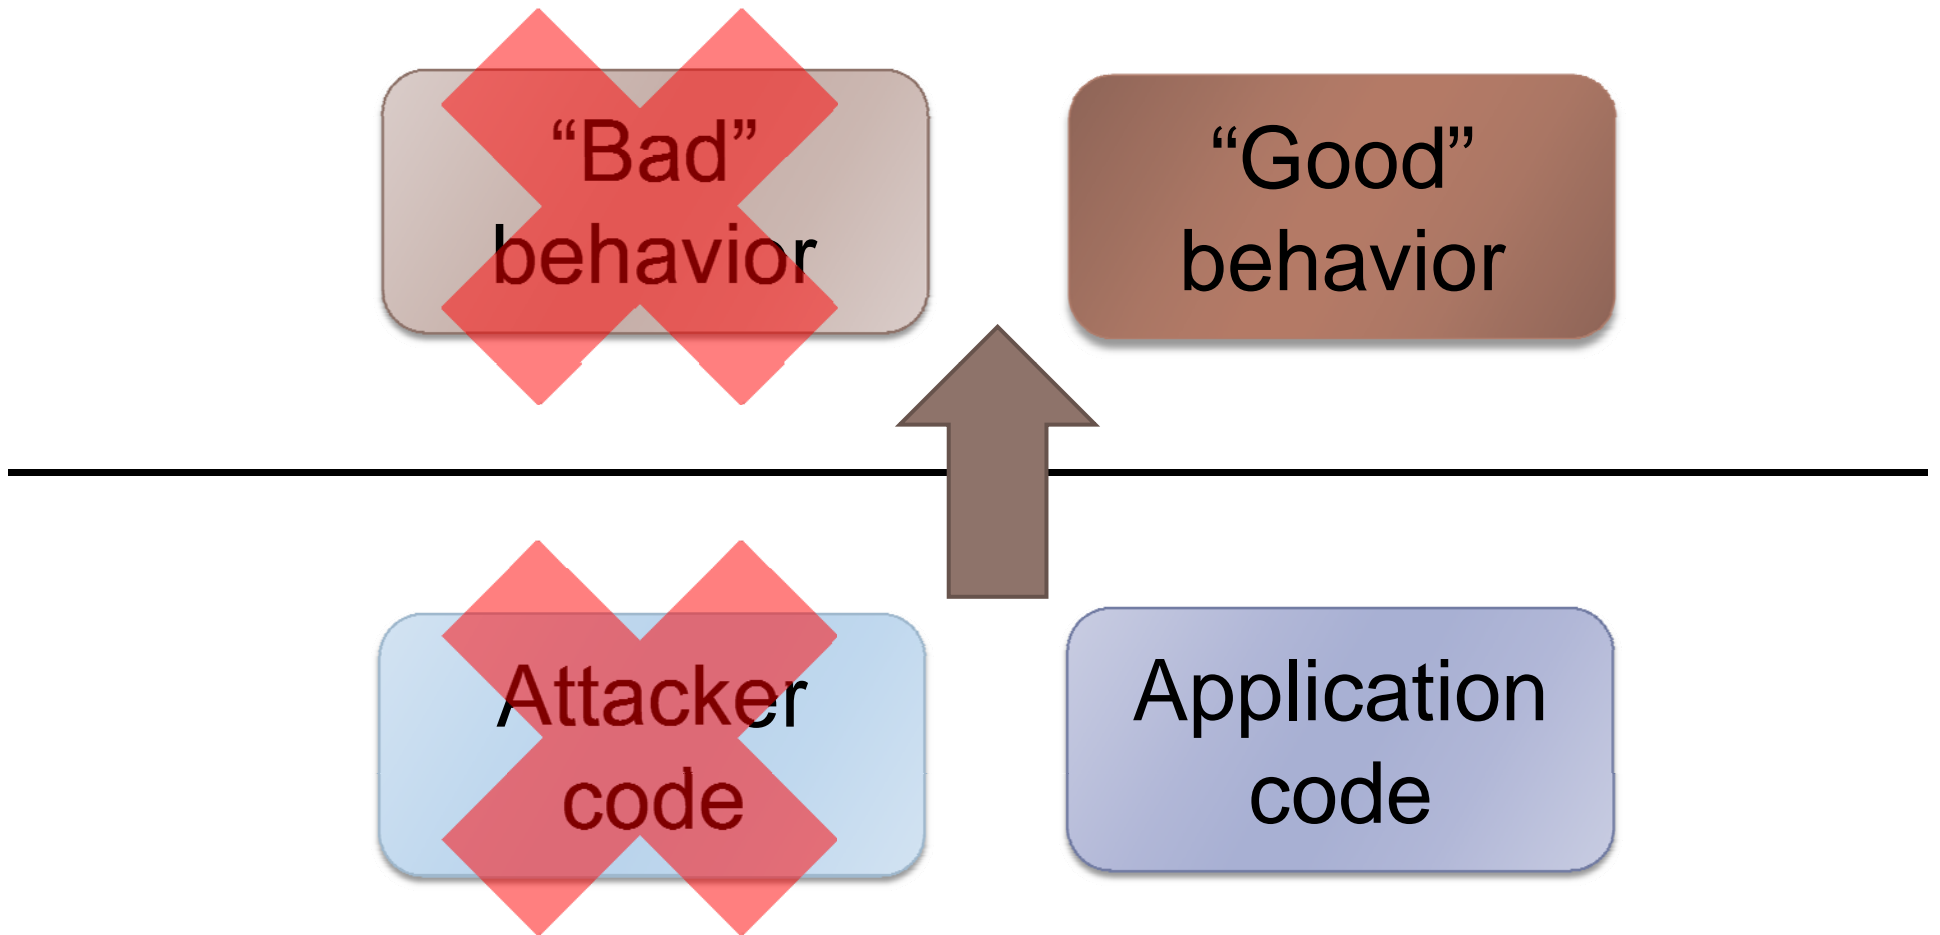 “Bad”
behavior
“Good”
behavior
Attacker
code
Application
code